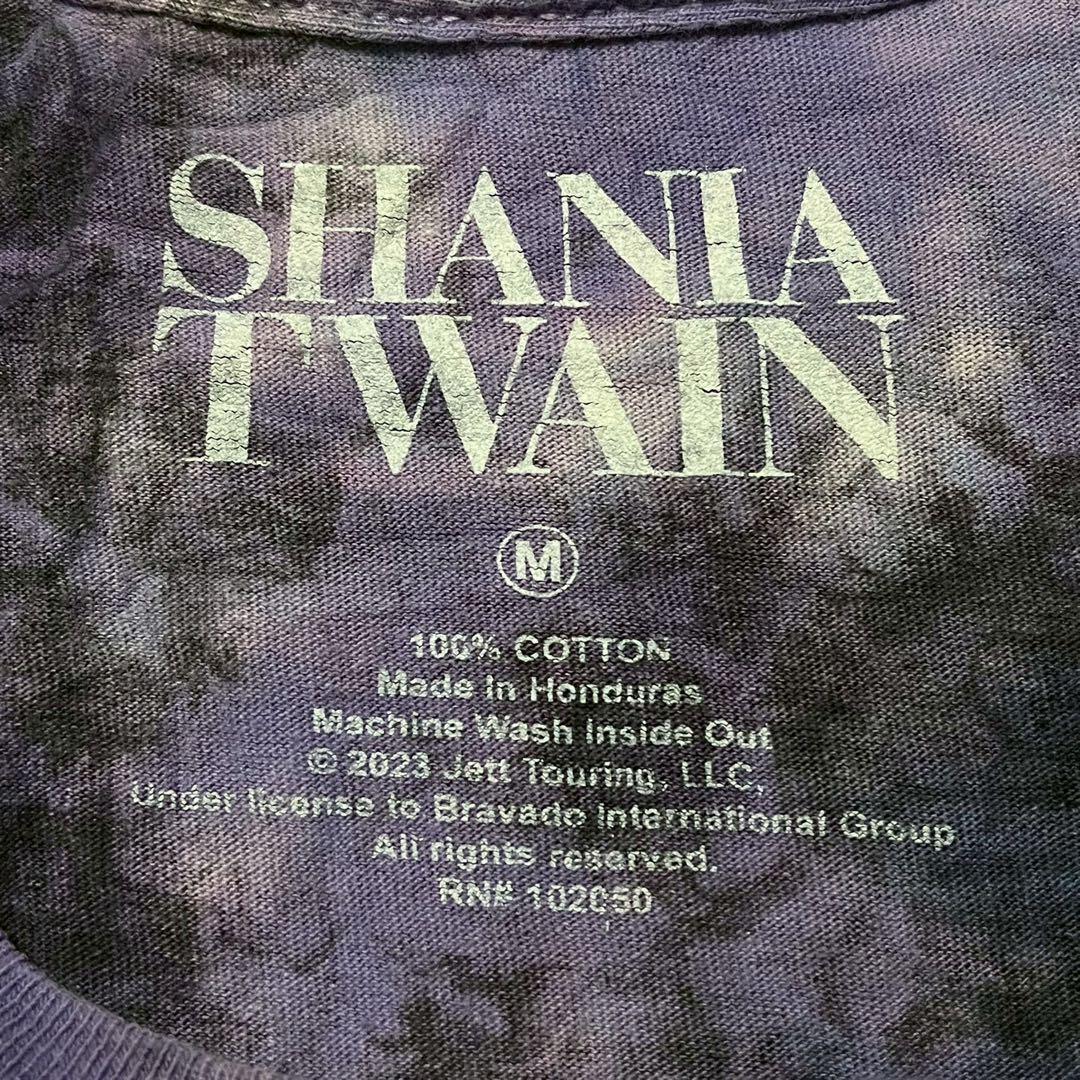 SHANIA
TWAIN
M
100% COTTON
Made in Honduras
Machine Wash Inside Out
© 2023 Jett Touring, LLC,
Under license to Bravado International Group
All rights reserved.
RN# 102050